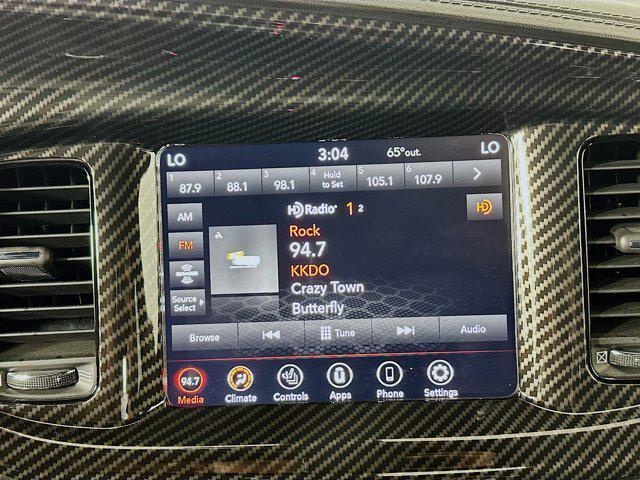 LO 3:04 65° out. LO
1 87.9 2 88.1 3 98.1 4 Hold to Set 5 105.1 6 107.9
AM
HD Radio 1 2
HD
FM
Rock
94.7
KKDO
Source Select
Crazy Town
Butterfly
Browse Tune Audio
94.7
Media Climate Controls Apps Phone Settings